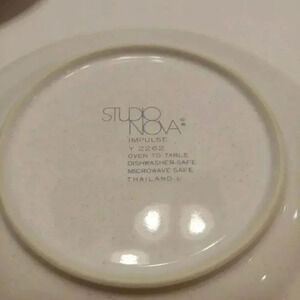 STUDIO
NOVA®
IMPULSE
Y 2262
OVEN TO TABLE
DISHWASHER SAFE
MICROWAVE SAFE
THAILAND